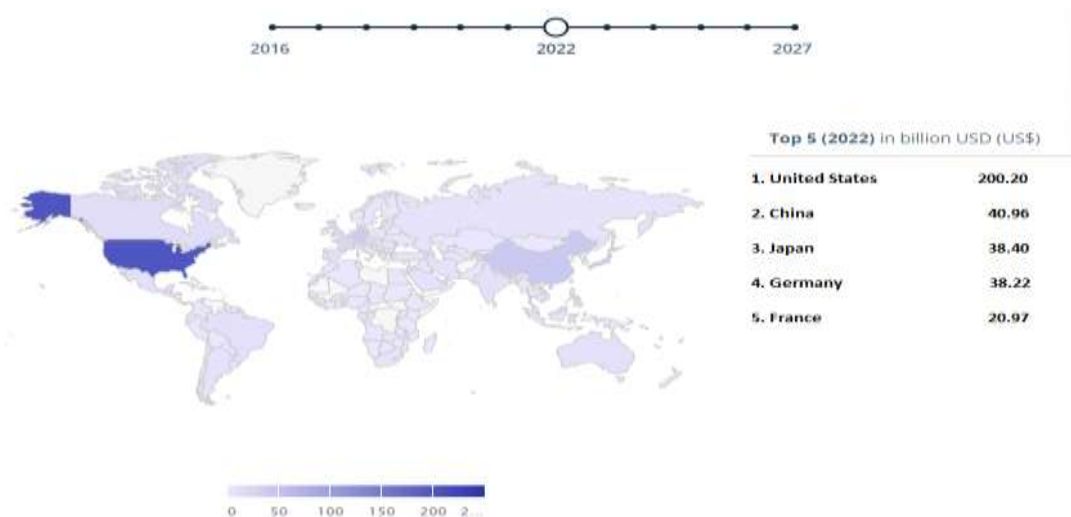 2016 2022 2027
Top 5 (2022) in billion USD (US$)
1. United States 200.20
2. China 40.96
3. Japan 38.40
4. Germany 38.22
5. France 20.97
0 50 100 150 200 2...